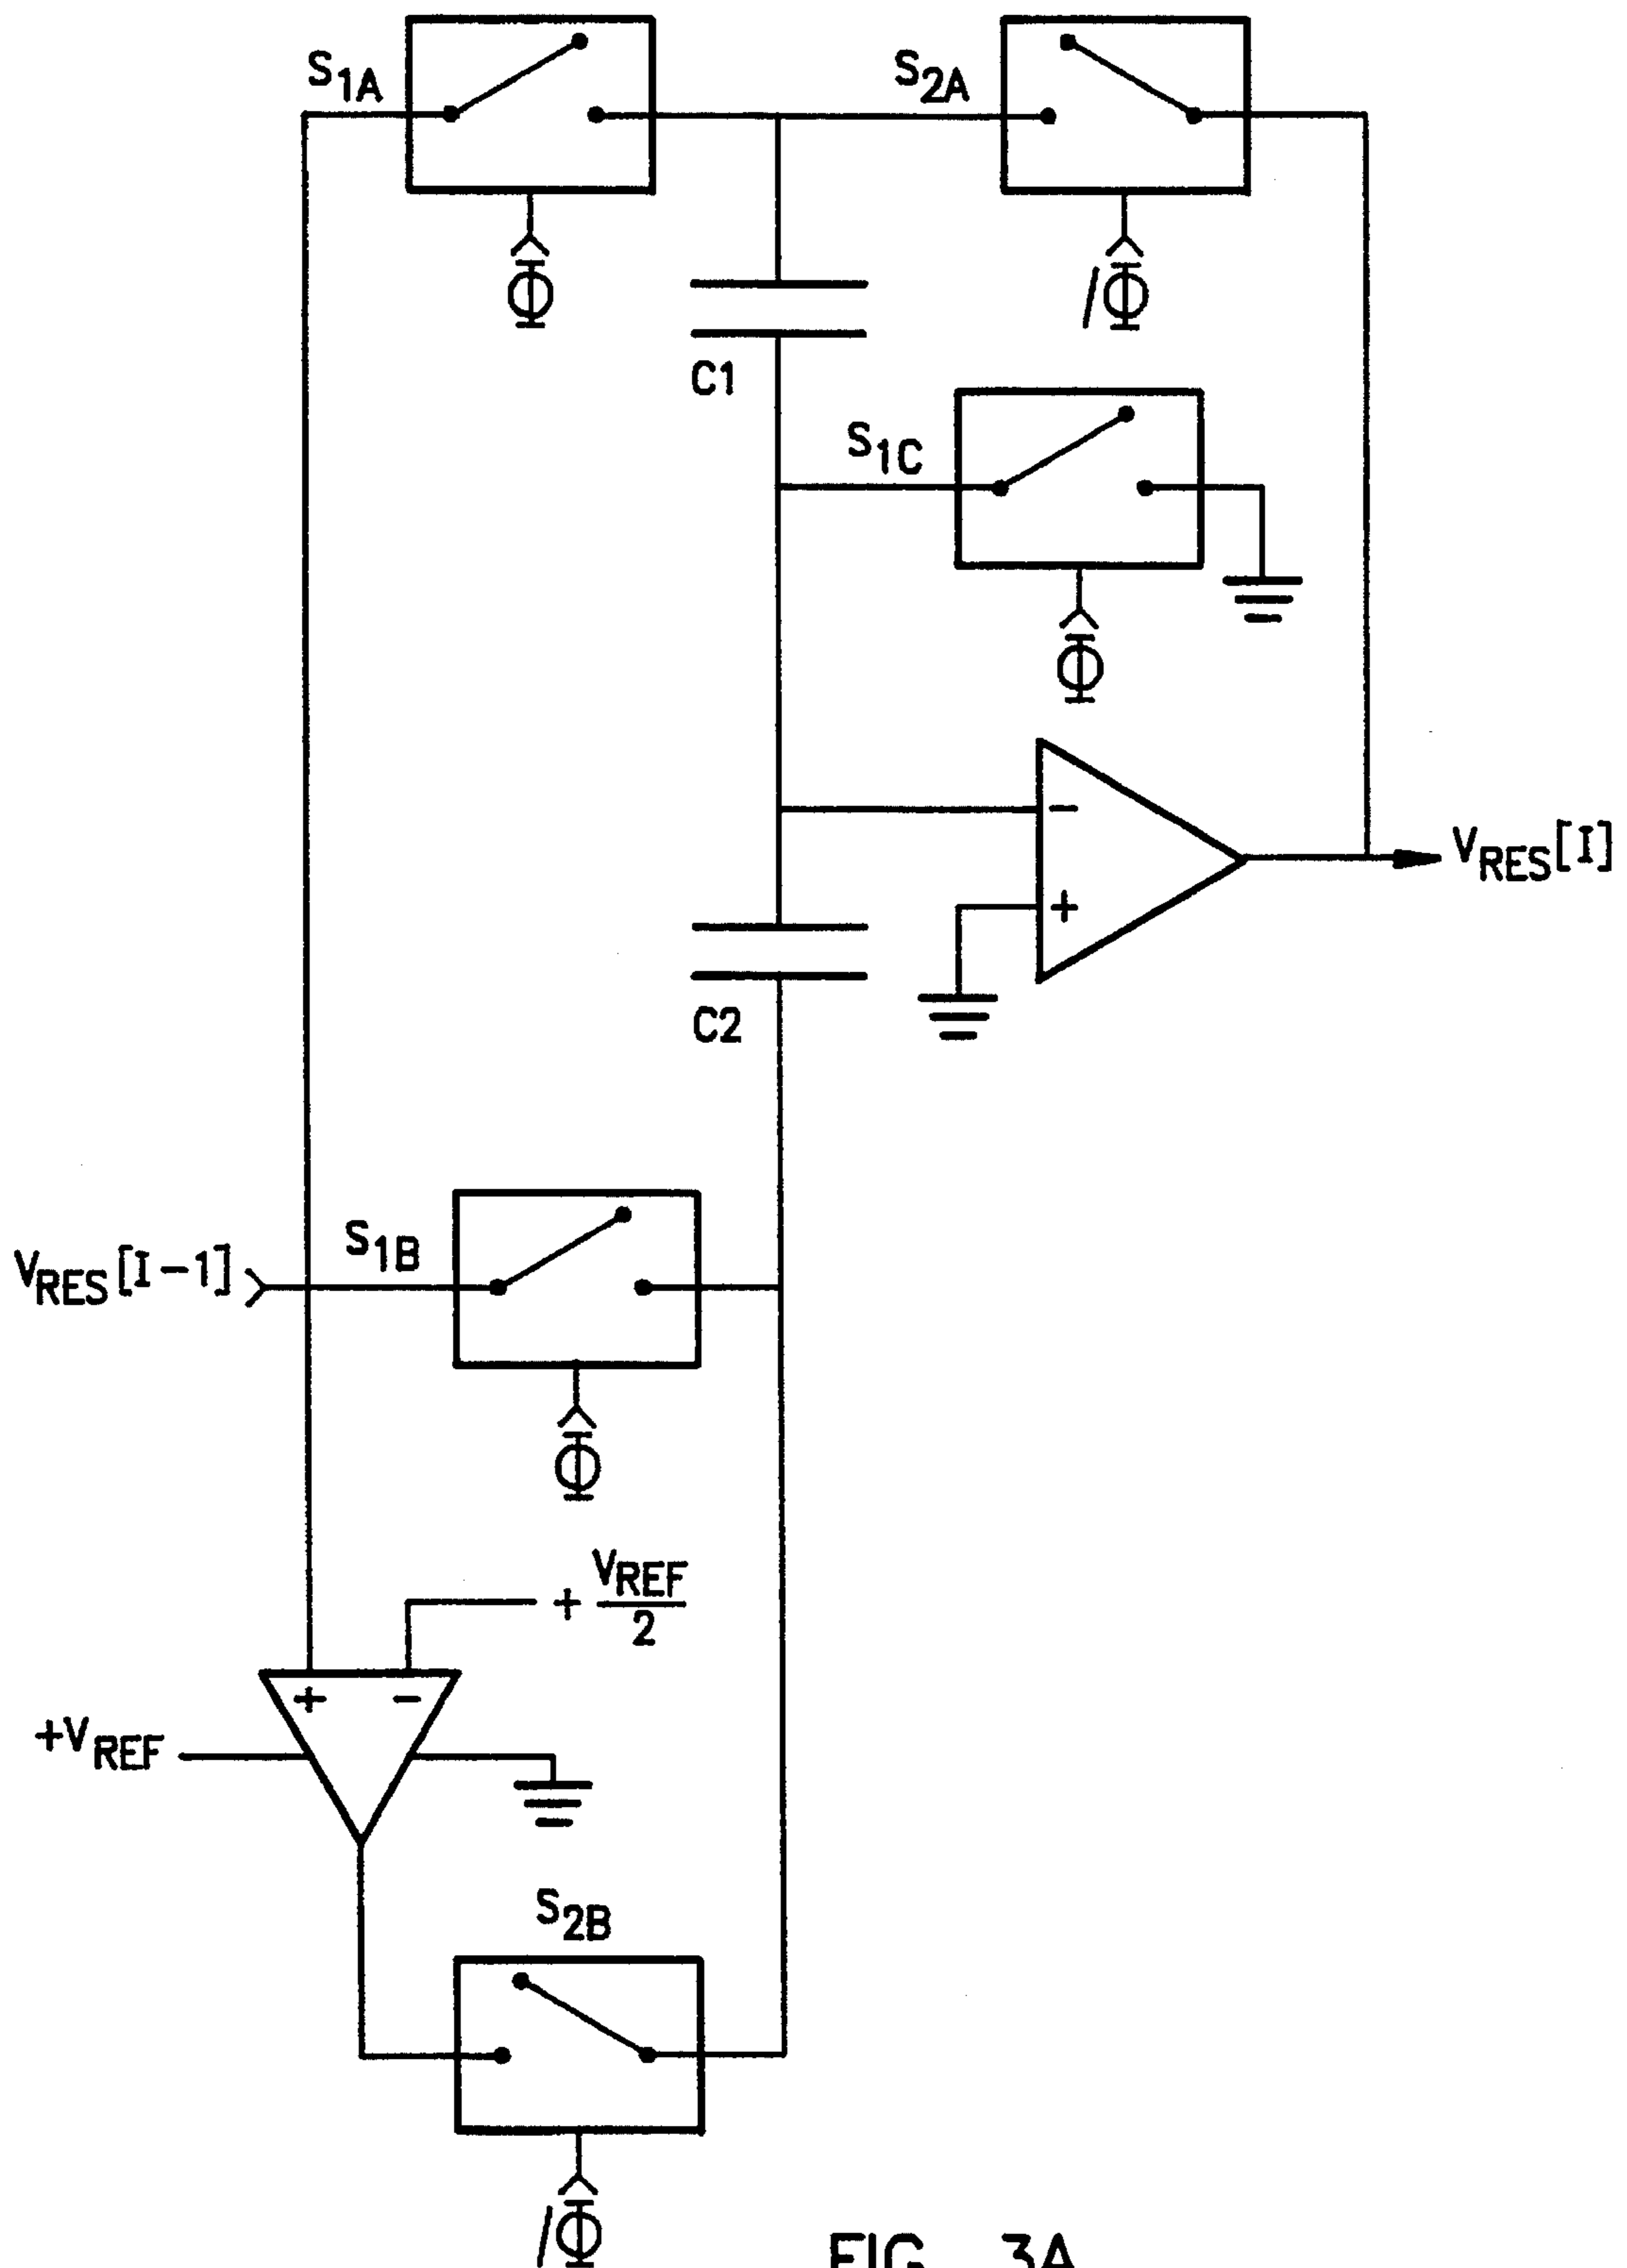 S1A
S2A
Φ
/Φ
C1
S1C
Φ
−
+
VRES[I]
C2
VRES[I-1]
S1B
Φ
+ VREF
2
+ −
+VREF
S2B
/Φ
FIG. 3A